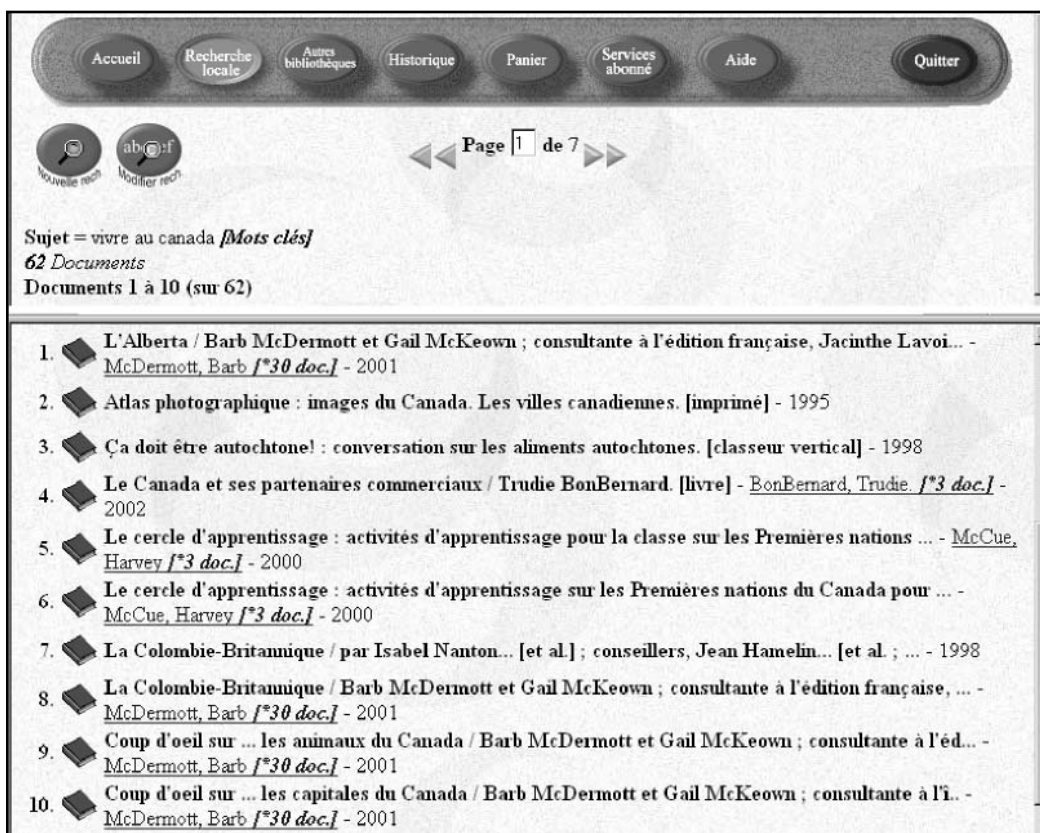 Accueil Recherche locale Autres bibliothèques Historique Panier Services abonné Aide Quitter
Nouvelle rech Modifier rech Page 1 de 7
Sujet = vivre au canada [Mots clés]
62 Documents
Documents 1 à 10 (sur 62)
1. L'Alberta / Barb McDermott et Gail McKeown ; consultante à l'édition française, Jacinthe Lavoi... -
McDermott, Barb [*30 doc.] - 2001
2. Atlas photographique : images du Canada. Les villes canadiennes. [imprimé] - 1995
3. Ça doit être autochtone! : conversation sur les aliments autochtones. [classeur vertical] - 1998
4. Le Canada et ses partenaires commerciaux / Trudie BonBernard. [livre] - BonBernard, Trudie. [*3 doc.] -
2002
5. Le cercle d'apprentissage : activités d'apprentissage pour la classe sur les Premières nations ... - McCue,
Harvey [*3 doc.] - 2000
6. Le cercle d'apprentissage : activités d'apprentissage sur les Premières nations du Canada pour ... -
McCue, Harvey [*3 doc.] - 2000
7. La Colombie-Britannique / par Isabel Nanton... [et al.] ; conseillers, Jean Hamelin... [et al. ; ... - 1998
8. La Colombie-Britannique / Barb McDermott et Gail McKeown ; consultante à l'édition française, ... -
McDermott, Barb [*30 doc.] - 2001
9. Coup d'oeil sur ... les animaux du Canada / Barb McDermott et Gail McKeown ; consultante à l'éd... -
McDermott, Barb [*30 doc.] - 2001
10. Coup d'oeil sur ... les capitales du Canada / Barb McDermott et Gail McKeown ; consultante à l'î.. -
McDermott, Barb [*30 doc.] - 2001